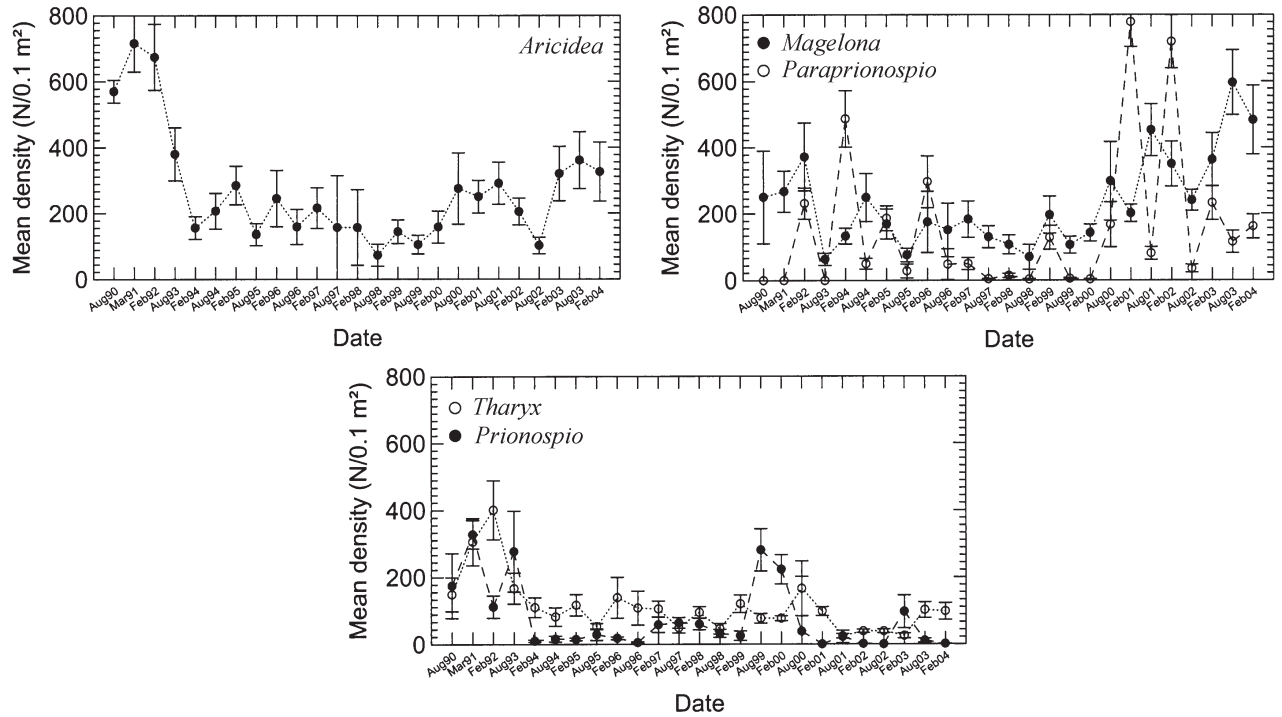 Mean density (N/0.1 m²)
800
600
400
200
0
Aricidea
Aug90 Mar91 Feb92 Aug93 Feb94 Aug94 Feb95 Aug95 Feb96 Aug96 Feb97 Aug97 Feb98 Aug98 Feb99 Aug99 Feb00 Aug00 Feb01 Aug01 Feb02 Aug02 Feb03 Aug03 Feb04
Date
Mean density (N/0.1 m²)
800
600
400
200
0
Magelona
Paraprionospio
Aug90 Mar91 Feb92 Aug93 Feb94 Aug94 Feb95 Aug95 Feb96 Aug96 Feb97 Aug97 Feb98 Aug98 Feb99 Aug99 Feb00 Aug00 Feb01 Aug01 Feb02 Aug02 Feb03 Aug03 Feb04
Date
Mean density (N/0.1 m²)
800
600
400
200
0
Tharyx
Prionospio
Aug90 Mar91 Feb92 Aug93 Feb94 Aug94 Feb95 Aug95 Feb96 Aug96 Feb97 Aug97 Feb98 Aug98 Feb99 Aug99 Feb00 Aug00 Feb01 Aug01 Feb02 Aug02 Feb03 Aug03 Feb04
Date